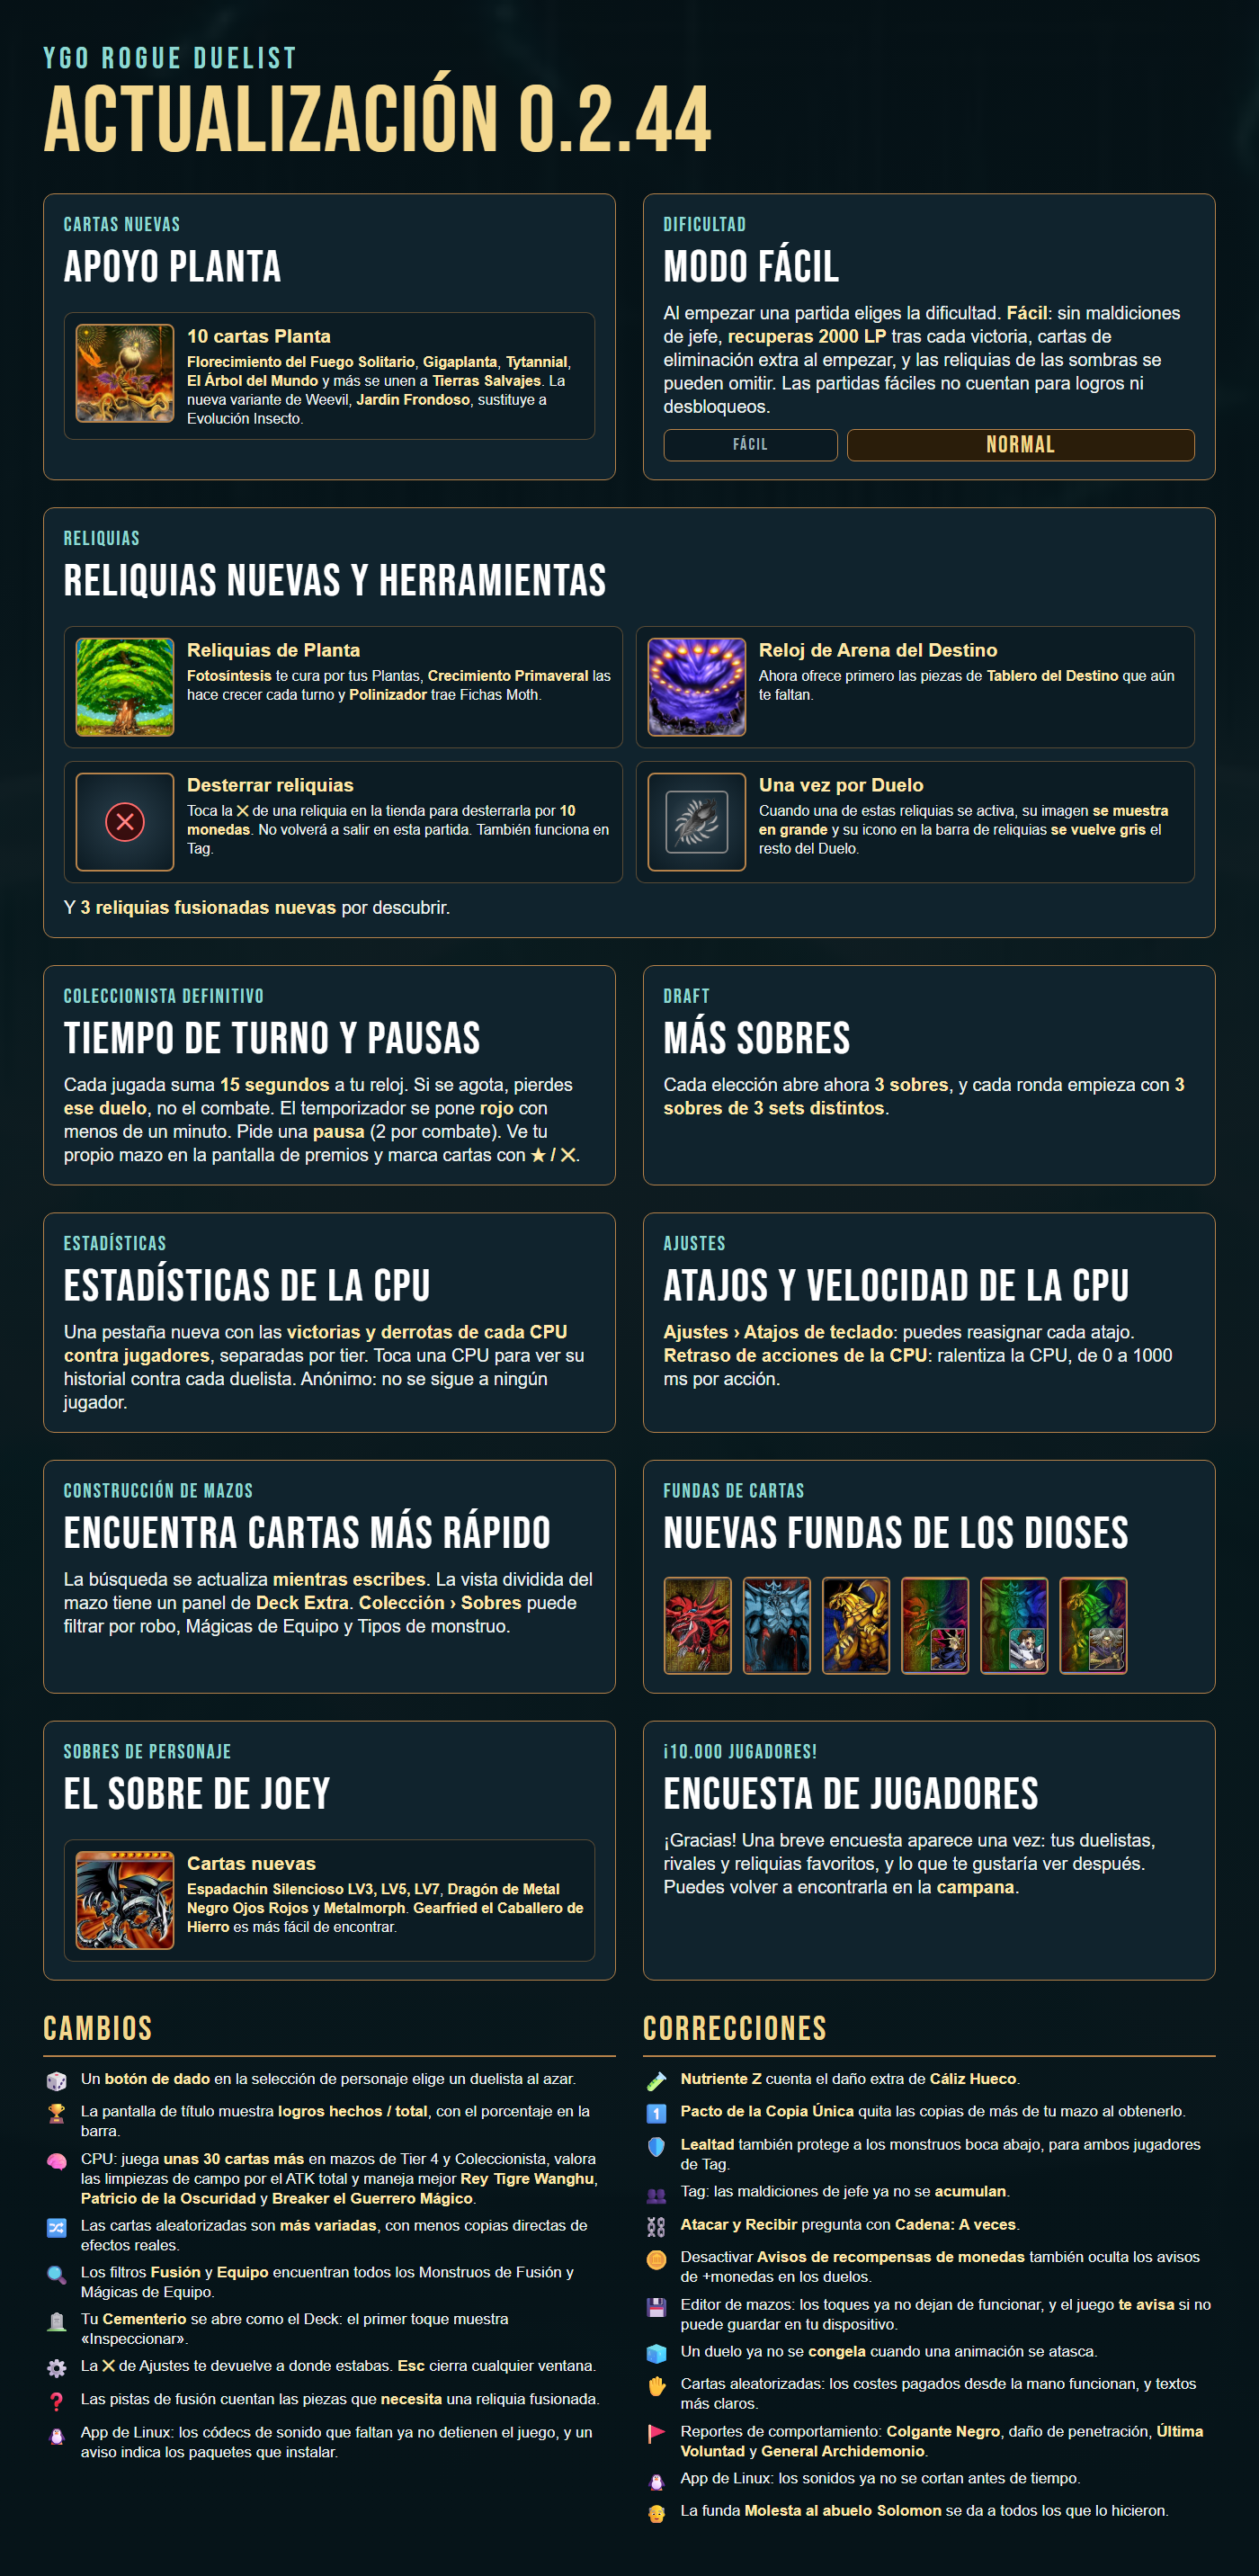 YGO ROGUE DUELIST
ACTUALIZACIÓN 0.2.44
CARTAS NUEVAS
APOYO PLANTA
10 cartas Planta
Florecimiento del Fuego Solitario, Gigaplanta, Tytannial,
El Árbol del Mundo y más se unen a Tierras Salvajes. La
nueva variante de Weevil, Jardín Frondoso, sustituye a
Evolución Insecto.
DIFICULTAD
MODO FÁCIL
Al empezar una partida eliges la dificultad. Fácil: sin maldiciones
de jefe, recuperas 2000 LP tras cada victoria, cartas de
eliminación extra al empezar, y las reliquias de las sombras se
pueden omitir. Las partidas fáciles no cuentan para logros ni
desbloqueos.
FÁCIL
NORMAL
RELIQUIAS
RELIQUIAS NUEVAS Y HERRAMIENTAS
Reliquias de Planta
Fotosíntesis te cura por tus Plantas, Crecimiento Primaveral las
hace crecer cada turno y Polinizador trae Fichas Moth.
Reloj de Arena del Destino
Ahora ofrece primero las piezas de Tablero del Destino que aún
te faltan.
Desterrar reliquias
Toca la ✕ de una reliquia en la tienda para desterrarla por 10
monedas. No volverá a salir en esta partida. También funciona en
Tag.
Una vez por Duelo
Cuando una de estas reliquias se activa, su imagen se muestra
en grande y su icono en la barra de reliquias se vuelve gris el
resto del Duelo.
Y 3 reliquias fusionadas nuevas por descubrir.
COLECCIONISTA DEFINITIVO
TIEMPO DE TURNO Y PAUSAS
Cada jugada suma 15 segundos a tu reloj. Si se agota, pierdes
ese duelo, no el combate. El temporizador se pone rojo con
menos de un minuto. Pide una pausa (2 por combate). Ve tu
propio mazo en la pantalla de premios y marca cartas con ★ / ✕.
DRAFT
MÁS SOBRES
Cada elección abre ahora 3 sobres, y cada ronda empieza con 3
sobres de 3 sets distintos.
ESTADÍSTICAS
ESTADÍSTICAS DE LA CPU
Una pestaña nueva con las victorias y derrotas de cada CPU
contra jugadores, separadas por tier. Toca una CPU para ver su
historial contra cada duelista. Anónimo: no se sigue a ningún
jugador.
AJUSTES
ATAJOS Y VELOCIDAD DE LA CPU
Ajustes › Atajos de teclado: puedes reasignar cada atajo.
Retraso de acciones de la CPU: ralentiza la CPU, de 0 a 1000
ms por acción.
CONSTRUCCIÓN DE MAZOS
ENCUENTRA CARTAS MÁS RÁPIDO
La búsqueda se actualiza mientras escribes. La vista dividida del
mazo tiene un panel de Deck Extra. Colección › Sobres puede
filtrar por robo, Mágicas de Equipo y Tipos de monstruo.
FUNDAS DE CARTAS
NUEVAS FUNDAS DE LOS DIOSES
SOBRES DE PERSONAJE
EL SOBRE DE JOEY
Cartas nuevas
Espadachín Silencioso LV3, LV5, LV7, Dragón de Metal
Negro Ojos Rojos y Metalmorph. Gearfried el Caballero de
Hierro es más fácil de encontrar.
¡10.000 JUGADORES!
ENCUESTA DE JUGADORES
¡Gracias! Una breve encuesta aparece una vez: tus duelistas,
rivales y reliquias favoritos, y lo que te gustaría ver después.
Puedes volver a encontrarla en la campana.
CAMBIOS
Un botón de dado en la selección de personaje elige un duelista al azar.
La pantalla de título muestra logros hechos / total, con el porcentaje en la
barra.
CPU: juega unas 30 cartas más en mazos de Tier 4 y Coleccionista, valora
las limpiezas de campo por el ATK total y maneja mejor Rey Tigre Wanghu,
Patricio de la Oscuridad y Breaker el Guerrero Mágico.
Las cartas aleatorizadas son más variadas, con menos copias directas de
efectos reales.
Los filtros Fusión y Equipo encuentran todos los Monstruos de Fusión y
Mágicas de Equipo.
Tu Cementerio se abre como el Deck: el primer toque muestra
«Inspeccionar».
La ✕ de Ajustes te devuelve a donde estabas. Esc cierra cualquier ventana.
Las pistas de fusión cuentan las piezas que necesita una reliquia fusionada.
App de Linux: los códecs de sonido que faltan ya no detienen el juego, y un
aviso indica los paquetes que instalar.
CORRECCIONES
Nutriente Z cuenta el daño extra de Cáliz Hueco.
Pacto de la Copia Única quita las copias de más de tu mazo al obtenerlo.
Lealtad también protege a los monstruos boca abajo, para ambos jugadores
de Tag.
Tag: las maldiciones de jefe ya no se acumulan.
Atacar y Recibir pregunta con Cadena: A veces.
Desactivar Avisos de recompensas de monedas también oculta los avisos
de +monedas en los duelos.
Editor de mazos: los toques ya no dejan de funcionar, y el juego te avisa si no
puede guardar en tu dispositivo.
Un duelo ya no se congela cuando una animación se atasca.
Cartas aleatorizadas: los costes pagados desde la mano funcionan, y textos
más claros.
Reportes de comportamiento: Colgante Negro, daño de penetración, Última
Voluntad y General Archidemonio.
App de Linux: los sonidos ya no se cortan antes de tiempo.
La funda Molesta al abuelo Solomon se da a todos los que lo hicieron.